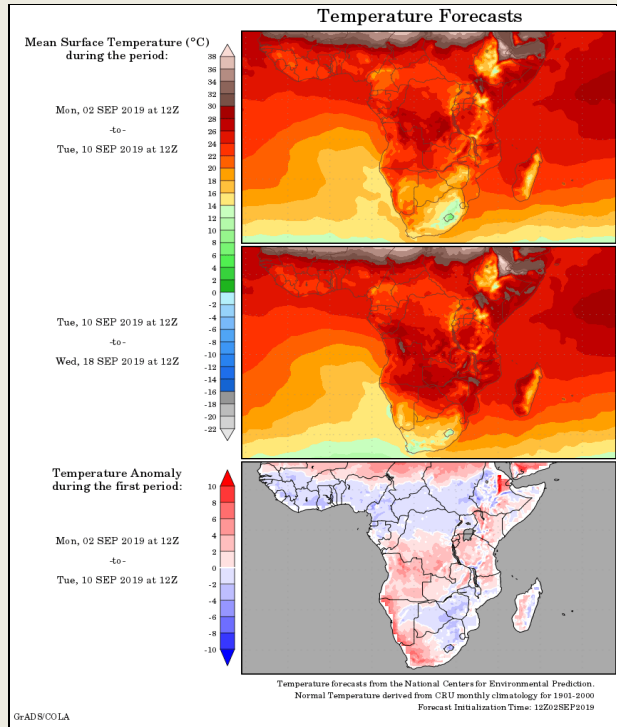 Temperature Forecasts
Mean Surface Temperature (°C)
during the period:
Mon, 02 SEP 2019 at 12Z
-to-
Tue, 10 SEP 2019 at 12Z
38
36
34
32
30
28
26
24
22
20
18
16
14
12
10
8
6
4
2
0
-2
-4
-6
-8
-10
-12
-14
-16
-18
-20
-22
Tue, 10 SEP 2019 at 12Z
-to-
Wed, 18 SEP 2019 at 12Z
Temperature Anomaly
during the first period:
Mon, 02 SEP 2019 at 12Z
-to-
Tue, 10 SEP 2019 at 12Z
10
8
6
4
2
0
-2
-4
-6
-8
-10
Temperature forecasts from the National Centers for Environmental Prediction.
Normal Temperature derived from CRU monthly climatology for 1901-2000
Forecast Initialization Time: 12Z02SEP2019
GrADS/COLA